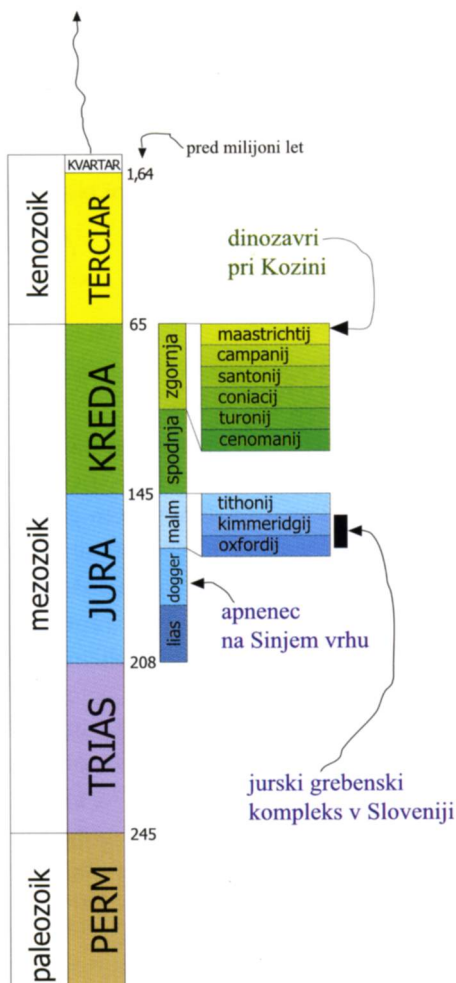 pred milijoni let
kenozoik
KVARTAR
1,64
TERCIAR
dinozavri
pri Kozini
65
mezozoik
KREDA
zgornja
spodnja
maastrichtij
campanij
santonij
coniacij
turonij
cenomanij
145
JURA
malm
dogger
lias
tithonij
kimmeridgij
oxfordij
apnenec
na Sinjem vrhu
208
TRIAS
jurski grebenski
kompleks v Sloveniji
245
paleozoik
PERM